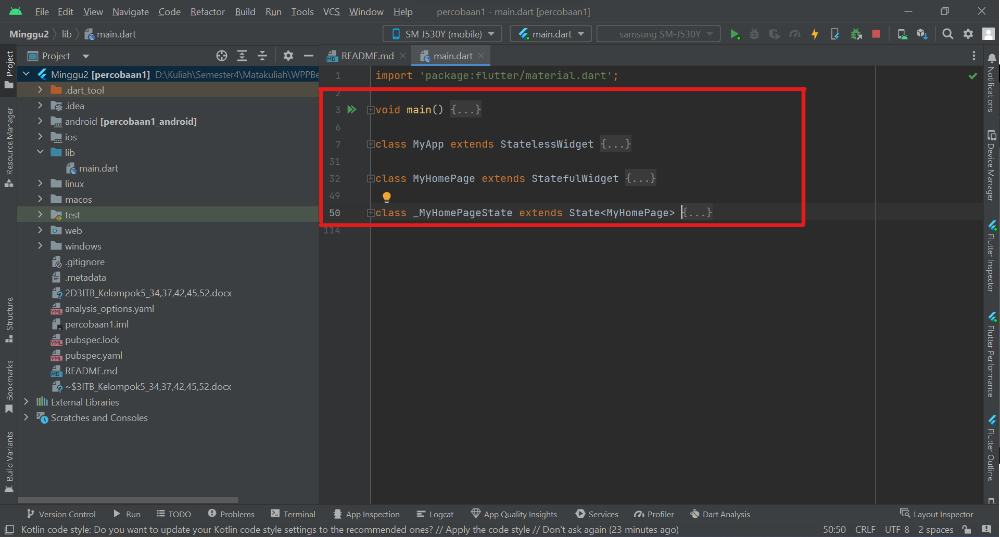 File Edit View Navigate Code Refactor Build Run Tools VCS Window Help percobaan1 - main.dart [percobaan1]
Minggu2 lib main.dart SM J530Y (mobile) main.dart samsung SM-J530Y
Project README.md main.dart
Minggu2 [percobaan1] D:\Kuliah\Semester4\Matakuliah\WPPBe
.dart_tool
.idea
android [percobaan1_android]
ios
lib
main.dart
linux
macos
test
web
windows
.gitignore
.metadata
2D3ITB_Kelompok5_34,37,42,45,52.docx
analysis_options.yaml
percobaan1.iml
pubspec.lock
pubspec.yaml
README.md
~$3ITB_Kelompok5_34,37,42,45,52.docx
External Libraries
Scratches and Consoles
1 import 'package:flutter/material.dart';
2
3 void main() {...}
6
7 class MyApp extends StatelessWidget {...}
31
32 class MyHomePage extends StatefulWidget {...}
49
50 class _MyHomePageState extends State<MyHomePage> {...}
114
Project
Resource Manager
Structure
Bookmarks
Build Variants
Notifications
Device Manager
Flutter Inspector
Flutter Performance
Flutter Outline
Version Control Run TODO Problems Terminal App Inspection Logcat App Quality Insights Services Profiler Dart Analysis Layout Inspector
Kotlin code style: Do you want to update your Kotlin code style settings to the recommended ones? // Apply the code style // Don't ask again (23 minutes ago) 50:50 CRLF UTF-8 2 spaces